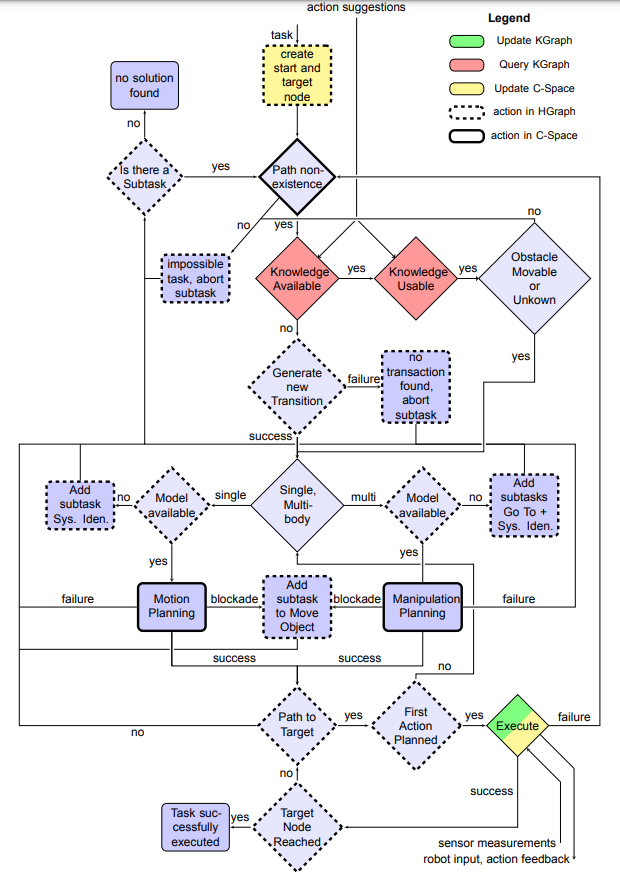 action suggestions
task
create
start and
target
node
Legend
Update KGraph
Query KGraph
Update C-Space
action in HGraph
action in C-Space
no solution
found
no
Is there a
Subtask
yes
Path non-
existence
no
yes
no
impossible
task, abort
subtask
Knowledge
Available
yes
Knowledge
Usable
yes
Obstacle
Movable
or
Unkown
no
yes
Generate
new
Transition
failure
no
transaction
found,
abort
subtask
success
Add
subtask
Sys. Iden.
no
Model
available
single
Single,
Multi-
body
multi
Model
available
no
Add
subtasks
Go To +
Sys. Iden.
yes
yes
failure
Motion
Planning
blockade
Add
subtask
to Move
Object
blockade
Manipulation
Planning
failure
success
success
no
no
Path to
Target
yes
First
Action
Planned
yes
Execute
failure
no
success
Task suc-
cessfully
executed
yes
Target
Node
Reached
sensor measurements
robot input, action feedback